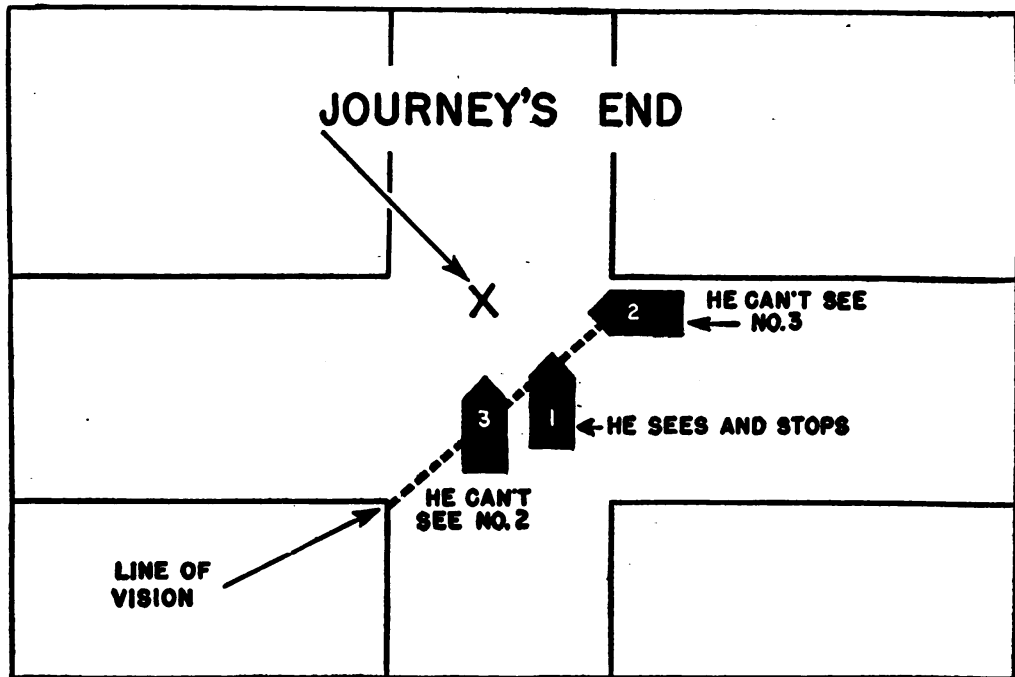 JOURNEY'S END
X
2
HE CAN'T SEE
NO.3
3
1
HE SEES AND STOPS
HE CAN'T
SEE NO.2
LINE OF
VISION